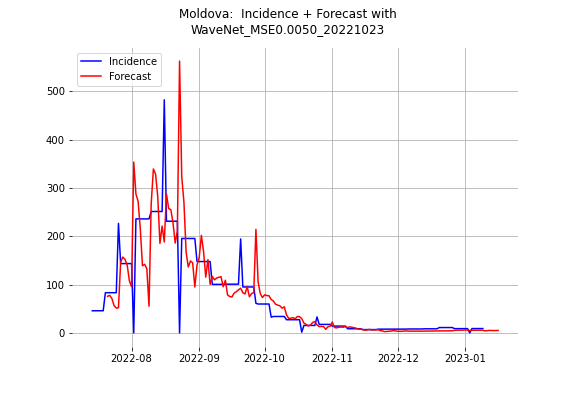 Moldova:  Incidence + Forecast with
WaveNet_MSE0.0050_20221023
Incidence
Forecast
500
400
300
200
100
0
2022-08 2022-09 2022-10 2022-11 2022-12 2023-01